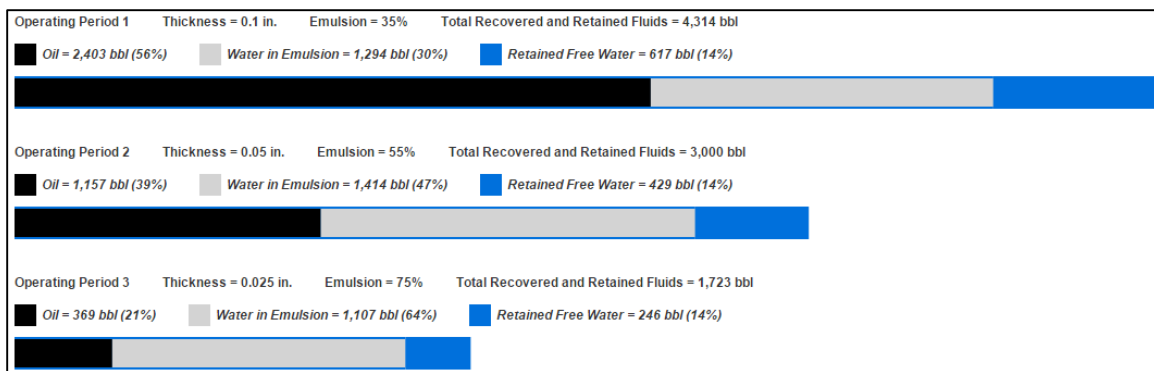 Operating Period 1 Thickness = 0.1 in. Emulsion = 35% Total Recovered and Retained Fluids = 4,314 bbl
Oil = 2,403 bbl (56%) Water in Emulsion = 1,294 bbl (30%) Retained Free Water = 617 bbl (14%)
Operating Period 2 Thickness = 0.05 in. Emulsion = 55% Total Recovered and Retained Fluids = 3,000 bbl
Oil = 1,157 bbl (39%) Water in Emulsion = 1,414 bbl (47%) Retained Free Water = 429 bbl (14%)
Operating Period 3 Thickness = 0.025 in. Emulsion = 75% Total Recovered and Retained Fluids = 1,723 bbl
Oil = 369 bbl (21%) Water in Emulsion = 1,107 bbl (64%) Retained Free Water = 246 bbl (14%)